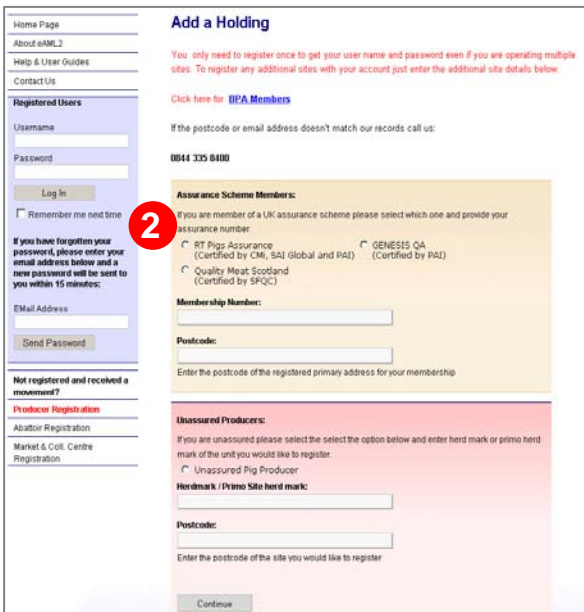 Home Page
About eAML2
Help & User Guides
Contact Us
Registered Users
Username
Password
Log In
Remember me next time
If you have forgotten your
password, please enter your
email address below and a
new password will be sent to
you within 15 minutes:
EMail Address
Send Password
Not registered and received a
movement?
Producer Registration
Abattoir Registration
Market & Coll. Centre
Registration
Add a Holding
You only need to register once to get your user name and password even if you are operating multiple
sites. To register any additional sites with your account just enter the additional site details below.
Click here for BPA Members
If the postcode or email address doesn't match our records call us:
0844 335 8400
2
Assurance Scheme Members:
If you are member of a UK assurance scheme please select which one and provide your
assurance number.
RT Pigs Assurance
(Certified by CMi, SAI Global and PAI)
GENESIS QA
(Certified by PAI)
Quality Meat Scotland
(Certified by SFQC)
Membership Number:
Postcode:
Enter the postcode of the registered primary address for your membership
Unassured Producers:
If you are unassured please select the select the option below and enter herd mark or primo herd
mark of the unit you would like to register.
Unassured Pig Producer
Herdmark / Primo Site herd mark:
Postcode:
Enter the postcode of the site you would like to register
Continue